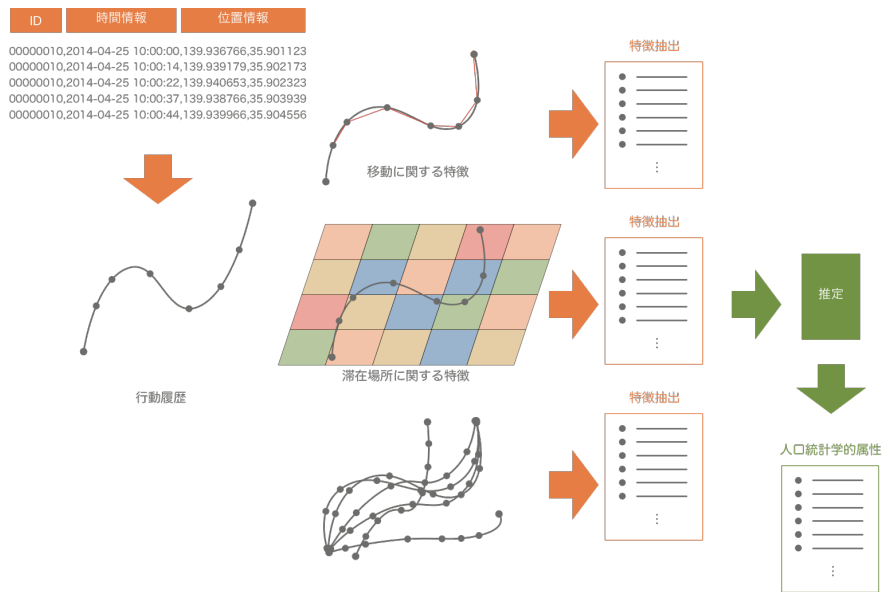 ID 時間情報 位置情報
00000010,2014-04-25 10:00:00,139.936766,35.901123
00000010,2014-04-25 10:00:14,139.939179,35.902173
00000010,2014-04-25 10:00:22,139.940653,35.902323
00000010,2014-04-25 10:00:37,139.938766,35.903939
00000010,2014-04-25 10:00:44,139.939966,35.904556
行動履歴
移動に関する特徴
特徴抽出
⋮
滞在場所に関する特徴
特徴抽出
⋮
特徴抽出
⋮
推定
人口統計学的属性
⋮